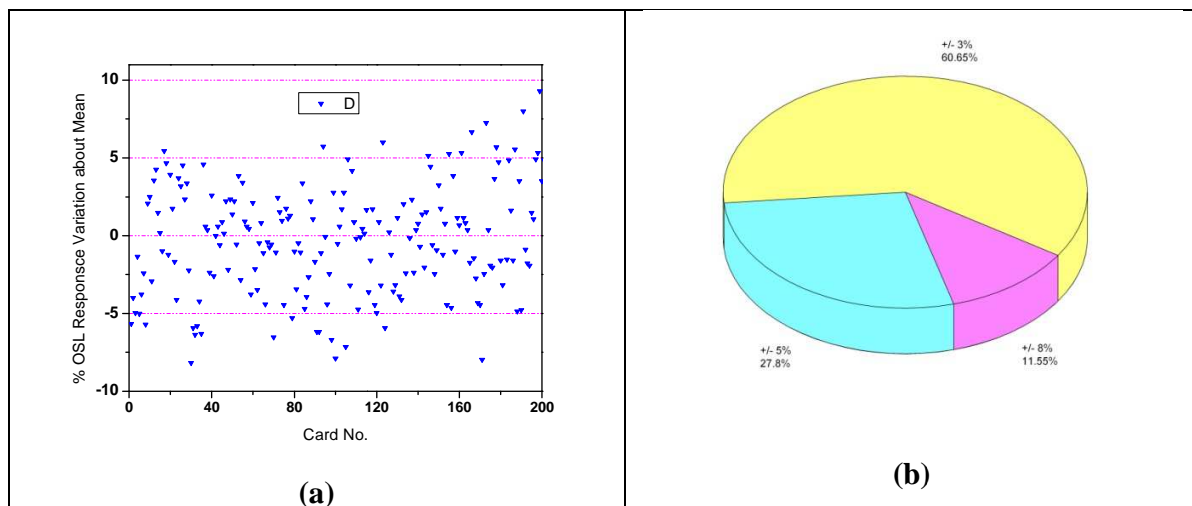 % OSL Responsce Variation about Mean
10
5
0
-5
-10
D
0 40 80 120 160 200
Card No.
(a)
+/- 3%
60.65%
+/- 5%
27.8%
+/- 8%
11.55%
(b)